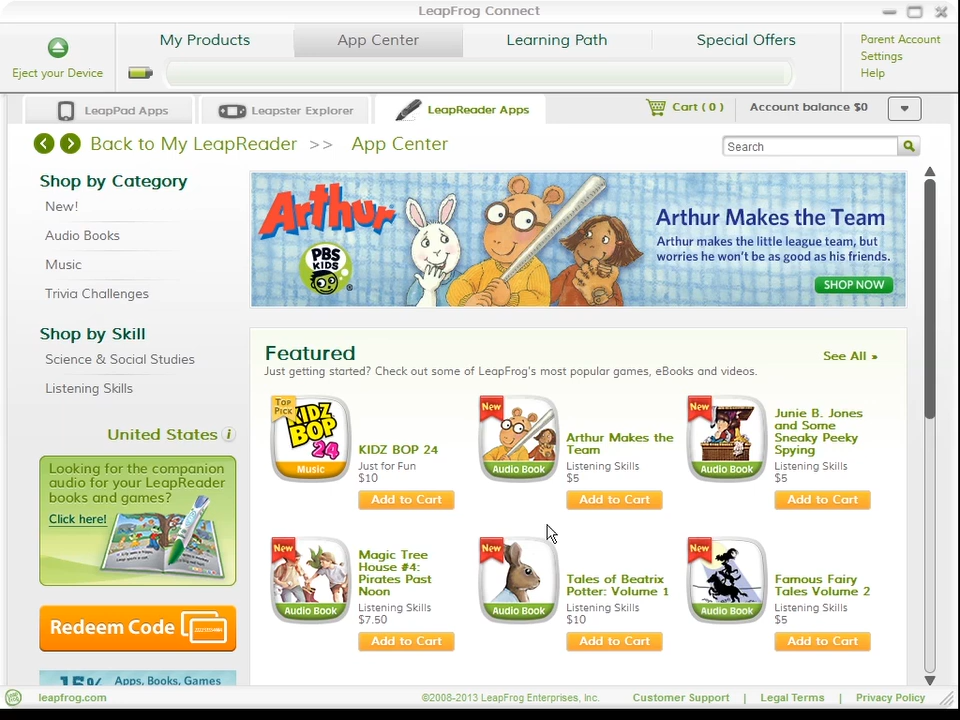 LeapFrog Connect
My Products
App Center
Learning Path
Special Offers
Parent Account
Settings
Help
Eject your Device
LeapPad Apps
Leapster Explorer
LeapReader Apps
Cart ( 0 )
Account balance $0
Back to My LeapReader >> App Center
Search
Shop by Category
New!
Audio Books
Music
Trivia Challenges
Shop by Skill
Science & Social Studies
Listening Skills
United States i
Looking for the companion
audio for your LeapReader
books and games?
Click here!
Redeem Code
15%
Apps, Books, Games
Arthur
PBS
KIDS
®
Arthur Makes the Team
Arthur makes the little league team, but
worries he won't be as good as his friends.
SHOP NOW
Featured
See All »
Just getting started? Check out some of LeapFrog's most popular games, eBooks and videos.
TOP
PICK
KIDZ
BOP
24
Music
KIDZ BOP 24
Just for Fun
$10
Add to Cart
New
Audio Book
Arthur Makes the
Team
Listening Skills
$5
Add to Cart
New
Audio Book
Junie B. Jones
and Some
Sneaky Peeky
Spying
Listening Skills
$5
Add to Cart
New
Audio Book
Magic Tree
House #4:
Pirates Past
Noon
Listening Skills
$7.50
Add to Cart
New
Audio Book
Tales of Beatrix
Potter: Volume 1
Listening Skills
$10
Add to Cart
New
Audio Book
Famous Fairy
Tales Volume 2
Listening Skills
$5
Add to Cart
leapfrog.com
©2008-2013 LeapFrog Enterprises, Inc.
Customer Support | Legal Terms | Privacy Policy